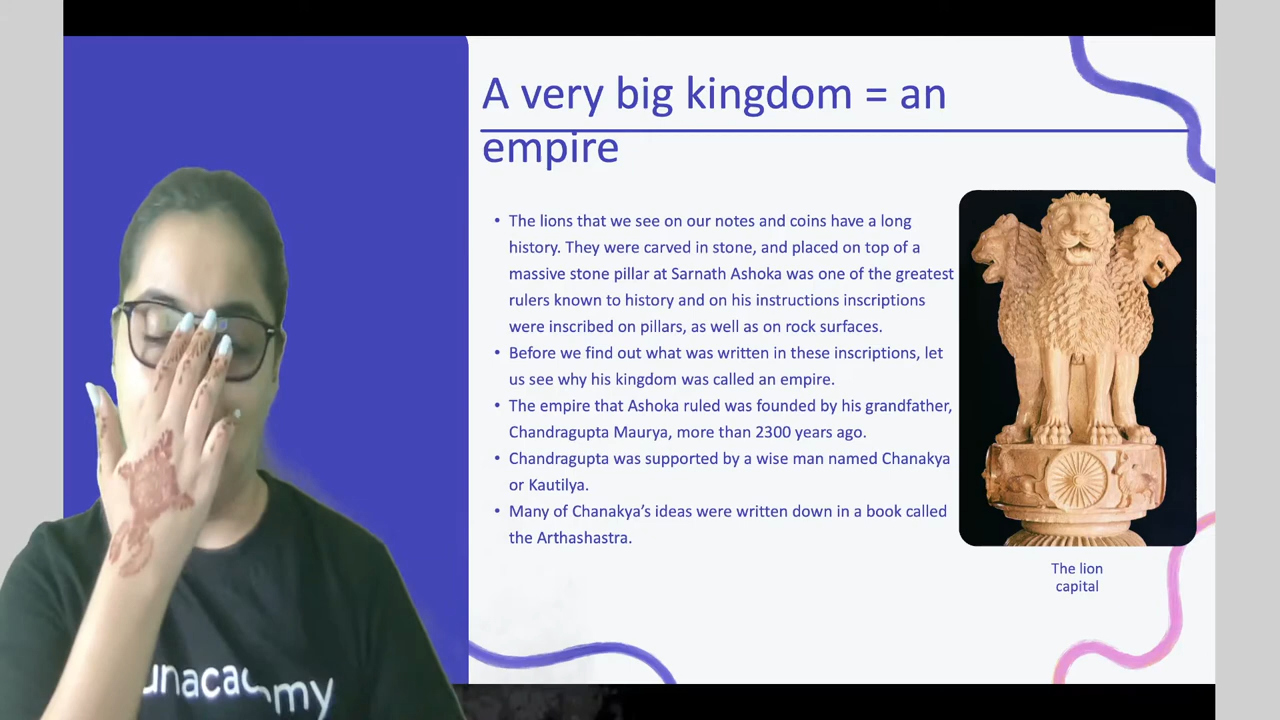 A very big kingdom = an
empire
• The lions that we see on our notes and coins have a long
history. They were carved in stone, and placed on top of a
massive stone pillar at Sarnath Ashoka was one of the greatest
rulers known to history and on his instructions inscriptions
were inscribed on pillars, as well as on rock surfaces.
• Before we find out what was written in these inscriptions, let
us see why his kingdom was called an empire.
• The empire that Ashoka ruled was founded by his grandfather,
Chandragupta Maurya, more than 2300 years ago.
• Chandragupta was supported by a wise man named Chanakya
or Kautilya.
• Many of Chanakya’s ideas were written down in a book called
the Arthashastra.
The lion
capital
unacademy